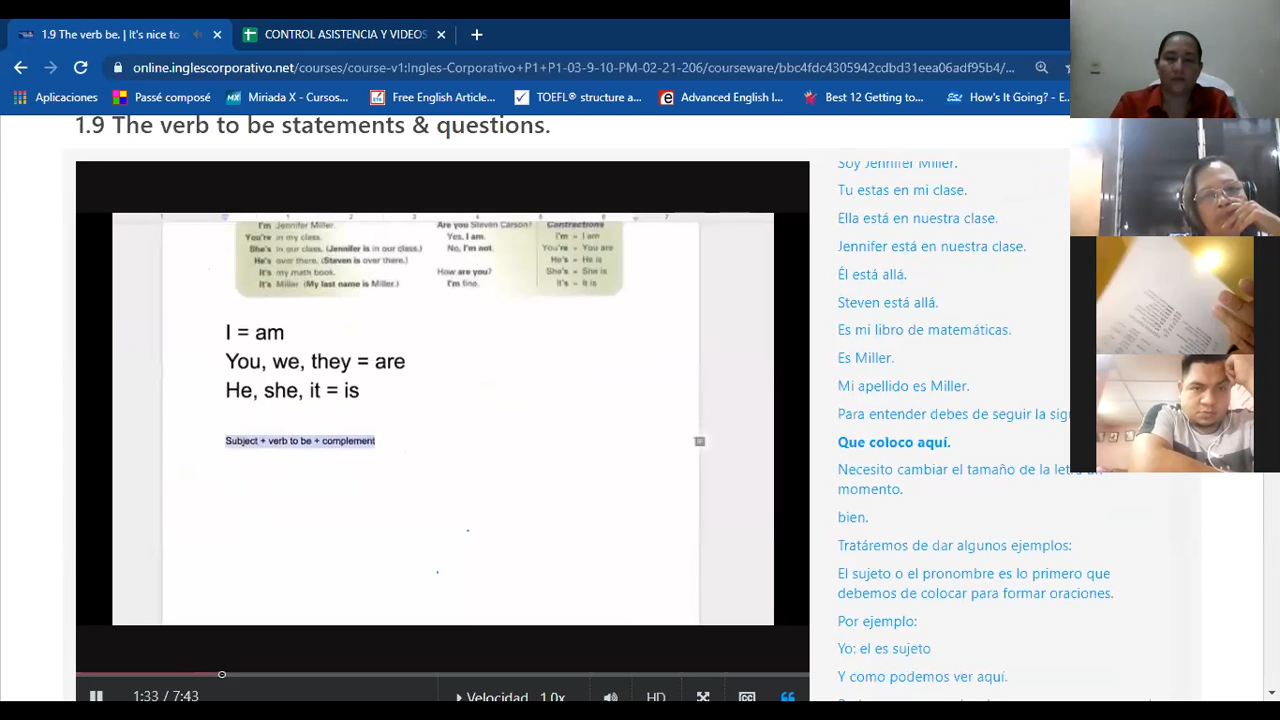 1.9 The verb be. | It's nice to
CONTROL ASISTENCIA Y VIDEOS
online.inglescorporativo.net/courses/course-v1:Ingles-Corporativo+P1+P1-03-9-10-PM-02-21-206/courseware/bbc4fdc4305942cdbd31eea06adf95b4/...
Aplicaciones
Passé composé
Miriada X - Cursos...
Free English Article...
TOEFL® structure a...
Advanced English l...
Best 12 Getting to...
How's It Going? - E...
1.9 The verb to be statements & questions.
I'm Jennifer Miller.
You're in my class.
She's in our class. (Jennifer is in our class.)
He's over there. (Steven is over there.)
It's my math book.
It's Miller. (My last name is Miller.)
Are you Steven Carson?
Yes, I am.
No, I'm not.
How are you?
I'm fine.
Contractions
I'm = I am
You're = You are
He's = He is
She's = She is
It's = It is
I = am
You, we, they = are
He, she, it = is
Subject + verb to be + complement
1:33 / 7:43
Velocidad 1.0x
HD
Soy Jennifer Miller.
Tu estas en mi clase.
Ella está en nuestra clase.
Jennifer está en nuestra clase.
Él está allá.
Steven está allá.
Es mi libro de matemáticas.
Es Miller.
Mi apellido es Miller.
Para entender debes de seguir la
Que coloco aquí.
Necesito cambiar el tamaño de la letra un
momento.
bien.
Tratáremos de dar algunos ejemplos:
El sujeto o el pronombre es lo primero que
debemos de colocar para formar oraciones.
Por ejemplo:
Yo: el es sujeto
Y como podemos ver aquí.